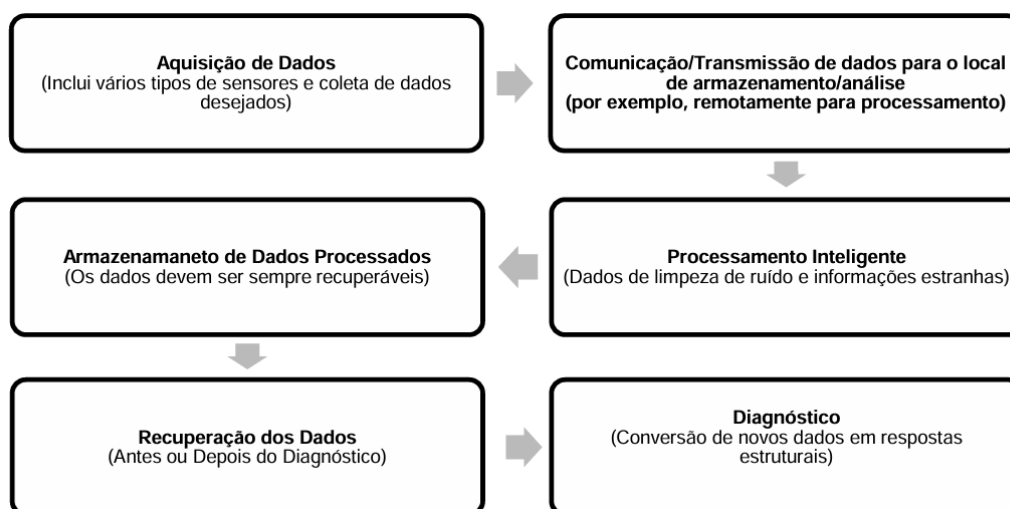 Aquisição de Dados
(Inclui vários tipos de sensores e coleta de dados
desejados)
Comunicação/Transmissão de dados para o local
de armazenamento/análise
(por exemplo, remotamente para processamento)
Processamento Inteligente
(Dados de limpeza de ruído e informações estranhas)
Armazenamaneto de Dados Processados
(Os dados devem ser sempre recuperáveis)
Recuperação dos Dados
(Antes ou Depois do Diagnóstico)
Diagnóstico
(Conversão de novos dados em respostas
estruturais)